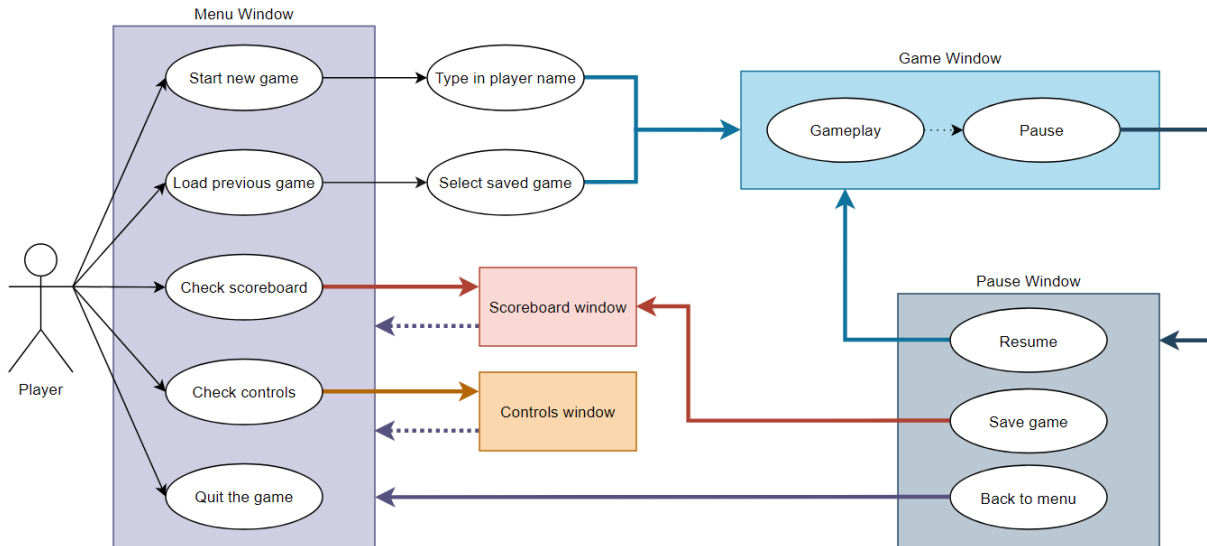 Menu Window
Start new game
Type in player name
Game Window
Gameplay
Pause
Load previous game
Select saved game
Check scoreboard
Scoreboard window
Pause Window
Resume
Player
Check controls
Controls window
Save game
Quit the game
Back to menu